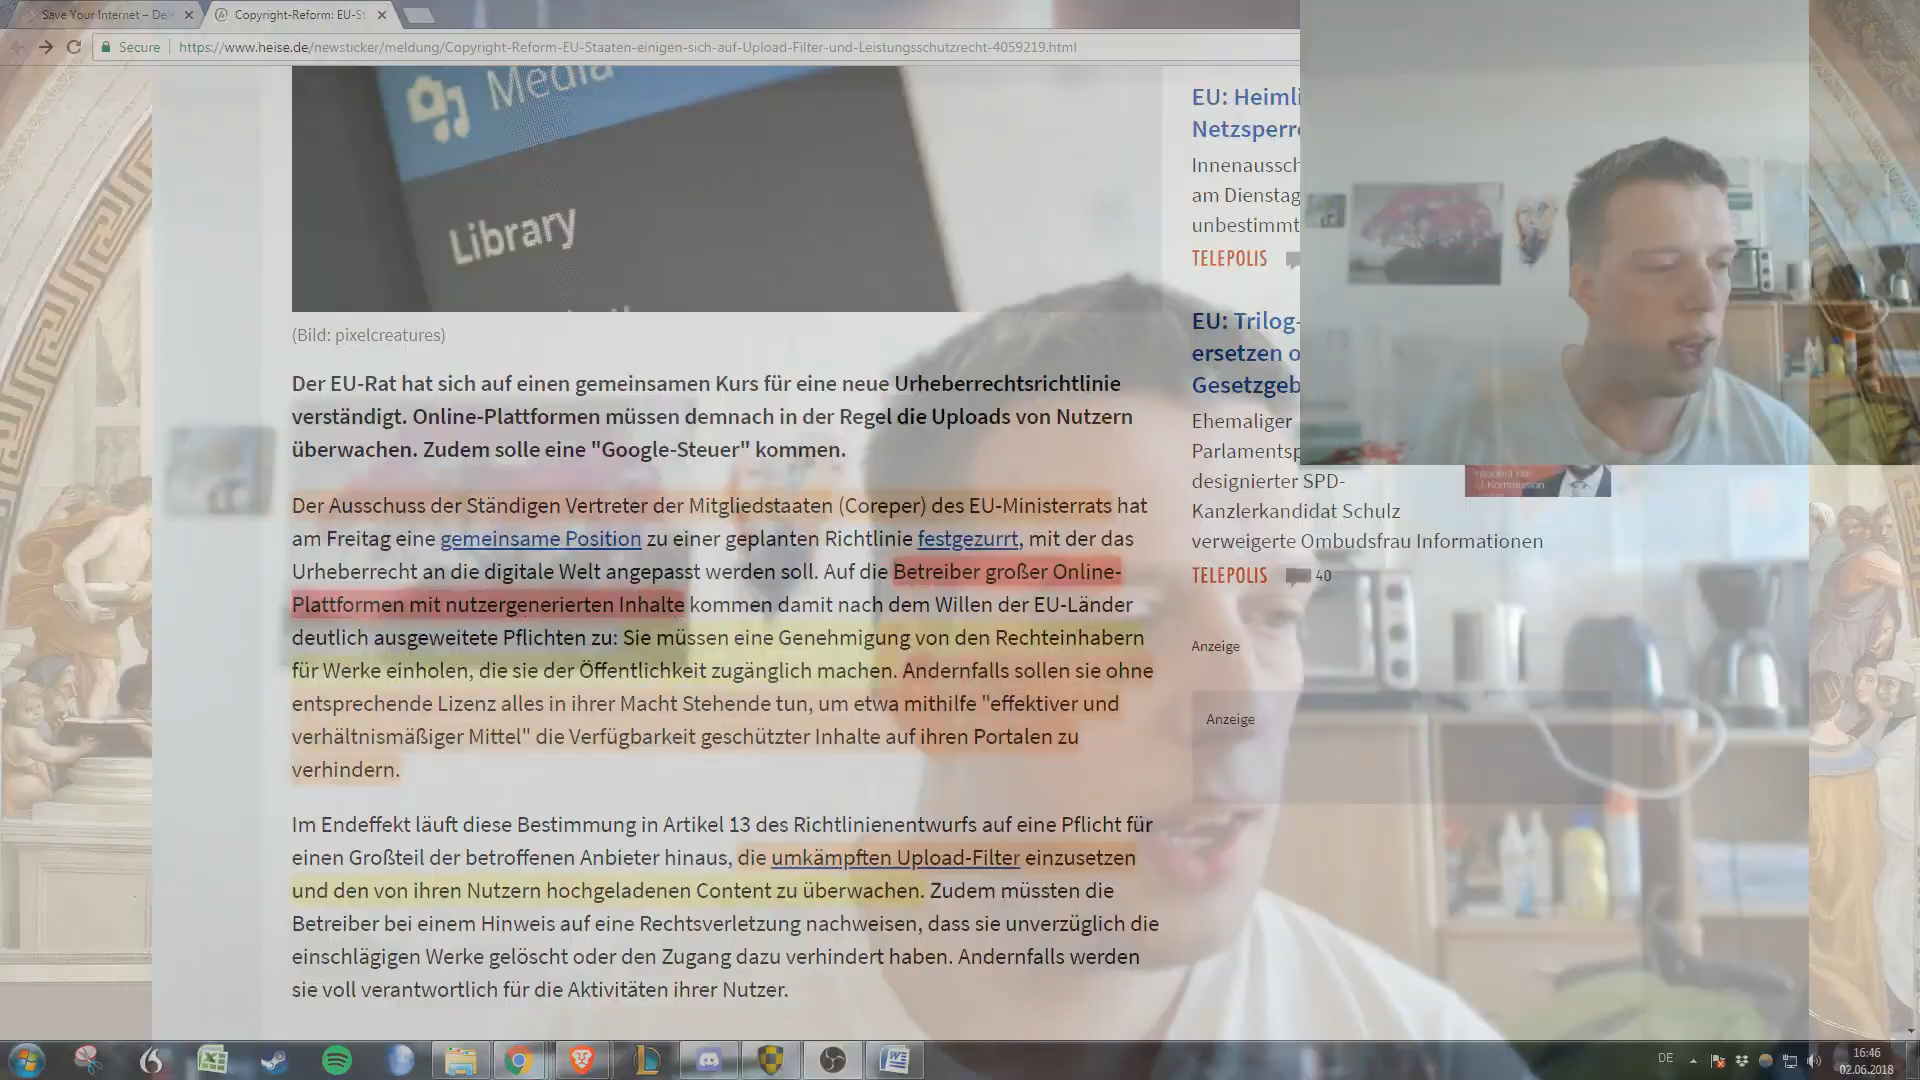 Save Your Internet – Del
Copyright-Reform: EU-St
Secure
https://www.heise.de/newsticker/meldung/Copyright-Reform-EU-Staaten-einigen-sich-auf-Upload-Filter-und-Leistungsschutzrecht-4059219.html
Media
Library
(Bild: pixelcreatures)
Der EU-Rat hat sich auf einen gemeinsamen Kurs für eine neue Urheberrechtsrichtlinie
verständigt. Online-Plattformen müssen demnach in der Regel die Uploads von Nutzern
überwachen. Zudem solle eine "Google-Steuer" kommen.
Der Ausschuss der Ständigen Vertreter der Mitgliedstaaten (Coreper) des EU-Ministerrats hat
am Freitag eine gemeinsame Position zu einer geplanten Richtlinie festgezurrt, mit der das
Urheberrecht an die digitale Welt angepasst werden soll. Auf die Betreiber großer Online-
Plattformen mit nutzergenerierten Inhalte kommen damit nach dem Willen der EU-Länder
deutlich ausgeweitete Pflichten zu: Sie müssen eine Genehmigung von den Rechteinhabern
für Werke einholen, die sie der Öffentlichkeit zugänglich machen. Andernfalls sollen sie ohne
entsprechende Lizenz alles in ihrer Macht Stehende tun, um etwa mithilfe "effektiver und
verhältnismäßiger Mittel" die Verfügbarkeit geschützter Inhalte auf ihren Portalen zu
verhindern.
Im Endeffekt läuft diese Bestimmung in Artikel 13 des Richtlinienentwurfs auf eine Pflicht für
einen Großteil der betroffenen Anbieter hinaus, die umkämpften Upload-Filter einzusetzen
und den von ihren Nutzern hochgeladenen Content zu überwachen. Zudem müssten die
Betreiber bei einem Hinweis auf eine Rechtsverletzung nachweisen, dass sie unverzüglich die
einschlägigen Werke gelöscht oder den Zugang dazu verhindert haben. Andernfalls werden
sie voll verantwortlich für die Aktivitäten ihrer Nutzer.
EU: Heimli
Netzsperre
Innenaussch
am Dienstag
unbestimmt
TELEPOLIS
EU: Trilog-
ersetzen o
Gesetzgeb
Ehemaliger
Parlamentsp
designierter SPD-
Kanzlerkandidat Schulz
verweigerte Ombudsfrau Informationen
TELEPOLIS 40
Anzeige
Anzeige
DE
16:46
02.06.2018